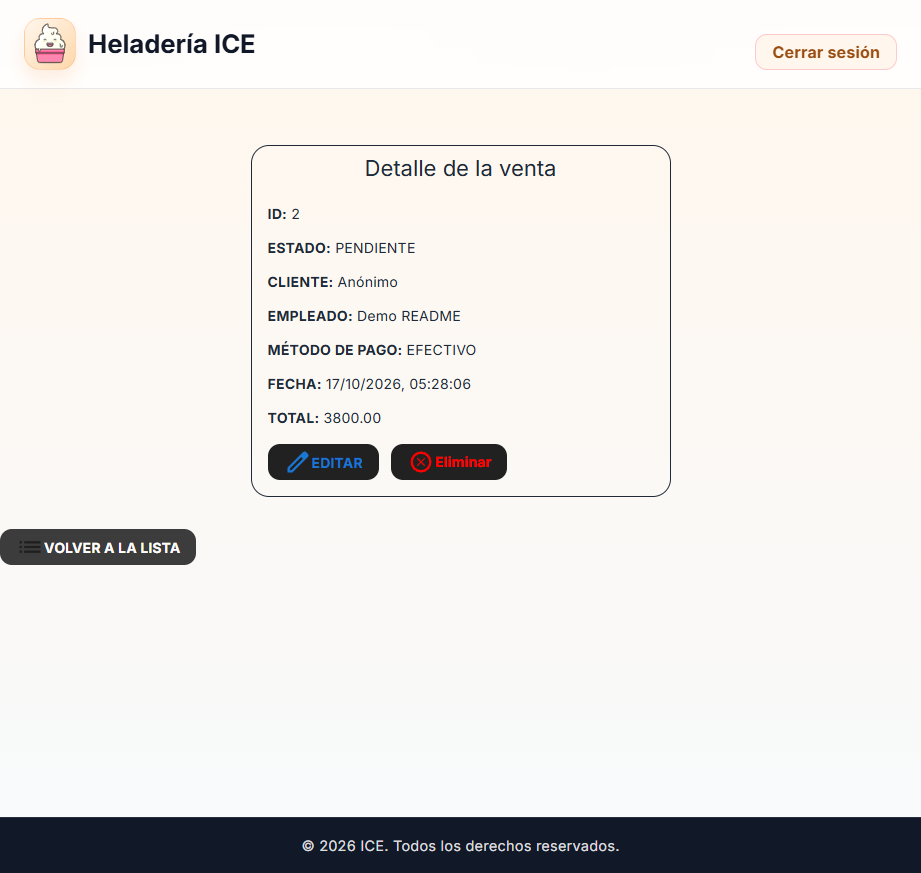 Heladería ICE
Cerrar sesión
Detalle de la venta
ID: 2
ESTADO: PENDIENTE
CLIENTE: Anónimo
EMPLEADO: Demo README
MÉTODO DE PAGO: EFECTIVO
FECHA: 17/10/2026, 05:28:06
TOTAL: 3800.00
EDITAR Eliminar
VOLVER A LA LISTA
© 2026 ICE. Todos los derechos reservados.